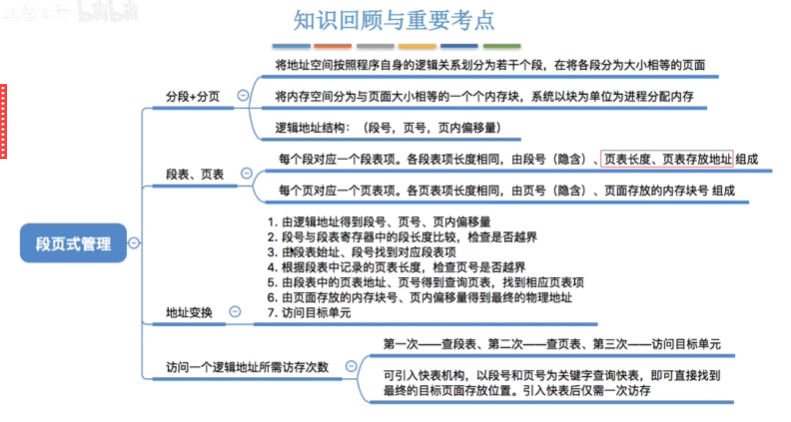 知识回顾与重要考点
将地址空间按照程序自身的逻辑关系划分为若干个段，在将各段分为大小相等的页面
分段+分页
将内存空间分为与页面大小相等的一个个内存块，系统以块为单位为进程分配内存
逻辑地址结构：（段号，页号，页内偏移量）
每个段对应一个段表项。各段表项长度相同，由段号（隐含）、页表长度、页表存放地址 组成
段表、页表
每个页对应一个页表项。各页表项长度相同，由页号（隐含）、页面存放的内存块号 组成
段页式管理
1. 由逻辑地址得到段号、页号、页内偏移量
2. 段号与段表寄存器中的段长度比较，检查是否越界
3. 由段表始址、段号找到对应段表项
4. 根据段表中记录的页表长度，检查页号是否越界
5. 由段表中的页表地址、页号得到查询页表，找到相应页表项
6. 由页面存放的内存块号、页内偏移量得到最终的物理地址
7. 访问目标单元
地址变换
第一次——查段表、第二次——查页表、第三次——访问目标单元
访问一个逻辑地址所需访存次数
可引入快表机构，以段号和页号为关键字查询快表，即可直接找到
最终的目标页面存放位置。引入快表后仅需一次访存